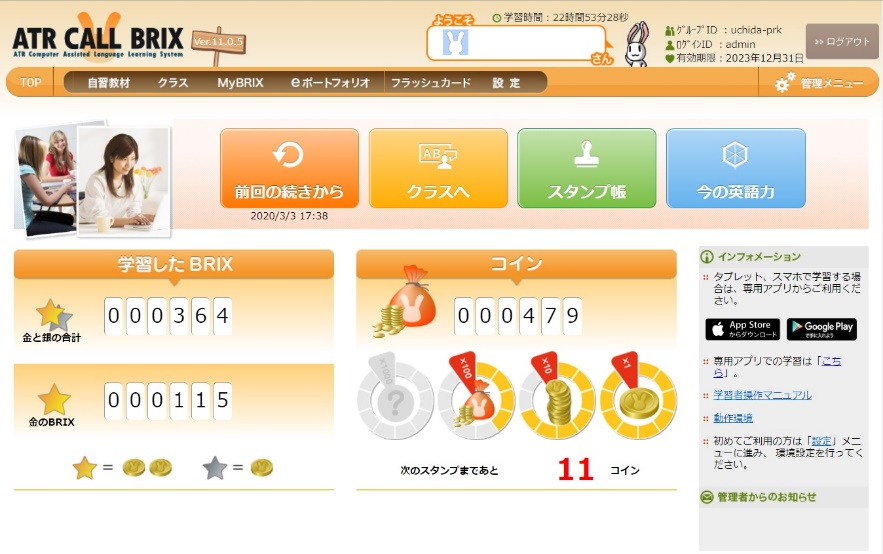 ATR CALL BRIX
ATR Computer Assisted Language Learning System
Ver.11.0.5
ようこそ
さん
学習時間：22時間53分28秒
ｸﾞﾙｰﾌﾟID ：uchida-prk
ﾛｸﾞｲﾝID ：admin
有効期限：2023年12月31日
>> ログアウト
TOP
自習教材
クラス
MyBRIX
eポートフォリオ
フラッシュカード
設 定
管理メニュー
前回の続きから
2020/3/3 17:38
AB
クラスへ
スタンプ帳
今の英語力
学習した BRIX
金と銀の合計
000364
金のBRIX
000115
=
=
コイン
000479
X1000
?
X100
X10
X1
次のスタンプまであと
11
コイン
インフォメーション
タブレット、スマホで学習する場
合は、専用アプリからご利用くだ
さい。
App Store
からダウンロード
Google Play
で手に入れよう
専用アプリでの学習は「こち
ら」。
学習者操作マニュアル
動作環境
初めてご利用の方は「設定」メニ
ューに進み、環境設定を行ってく
ださい。
管理者からのお知らせ